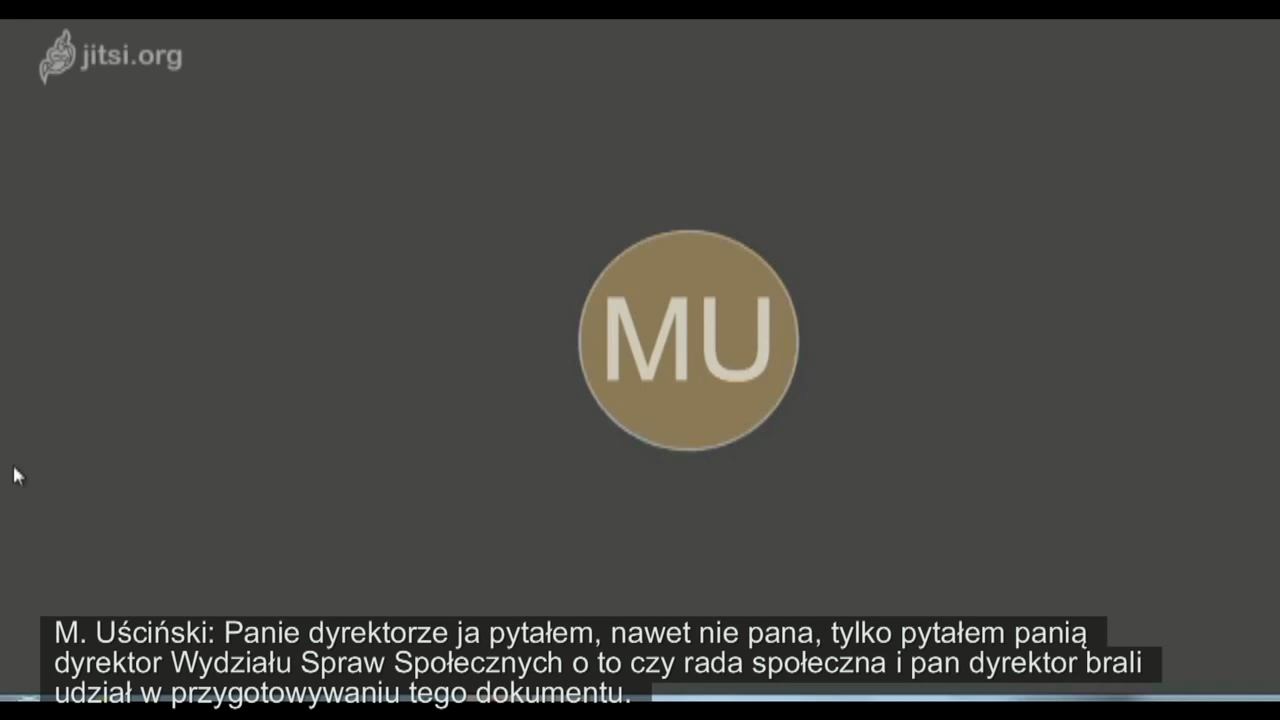 jitsi.org
MU
M. Uściński: Panie dyrektorze ja pytałem, nawet nie pana, tylko pytałem panią
dyrektor Wydziału Spraw Społecznych o to czy rada społeczna i pan dyrektor brali
udział w przygotowywaniu tego dokumentu.